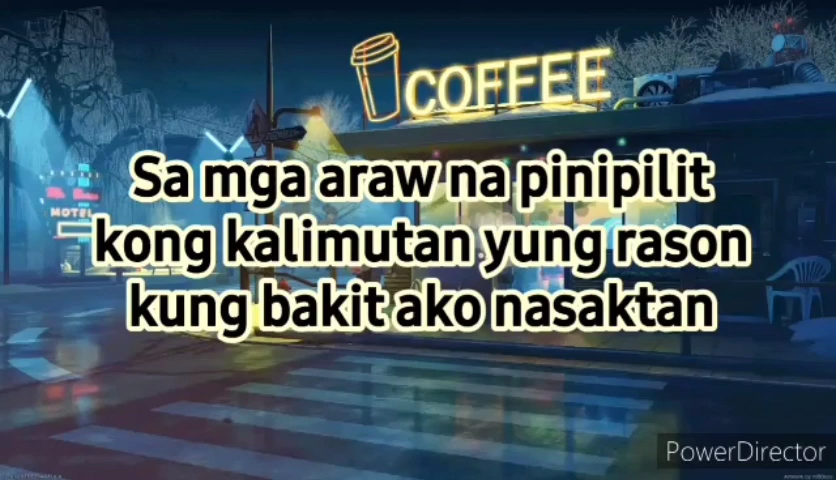 COFFEE
Sa mga araw na pinipilit
kong kalimutan yung rason
kung bakit ako nasaktan
MOTEL
PowerDirector